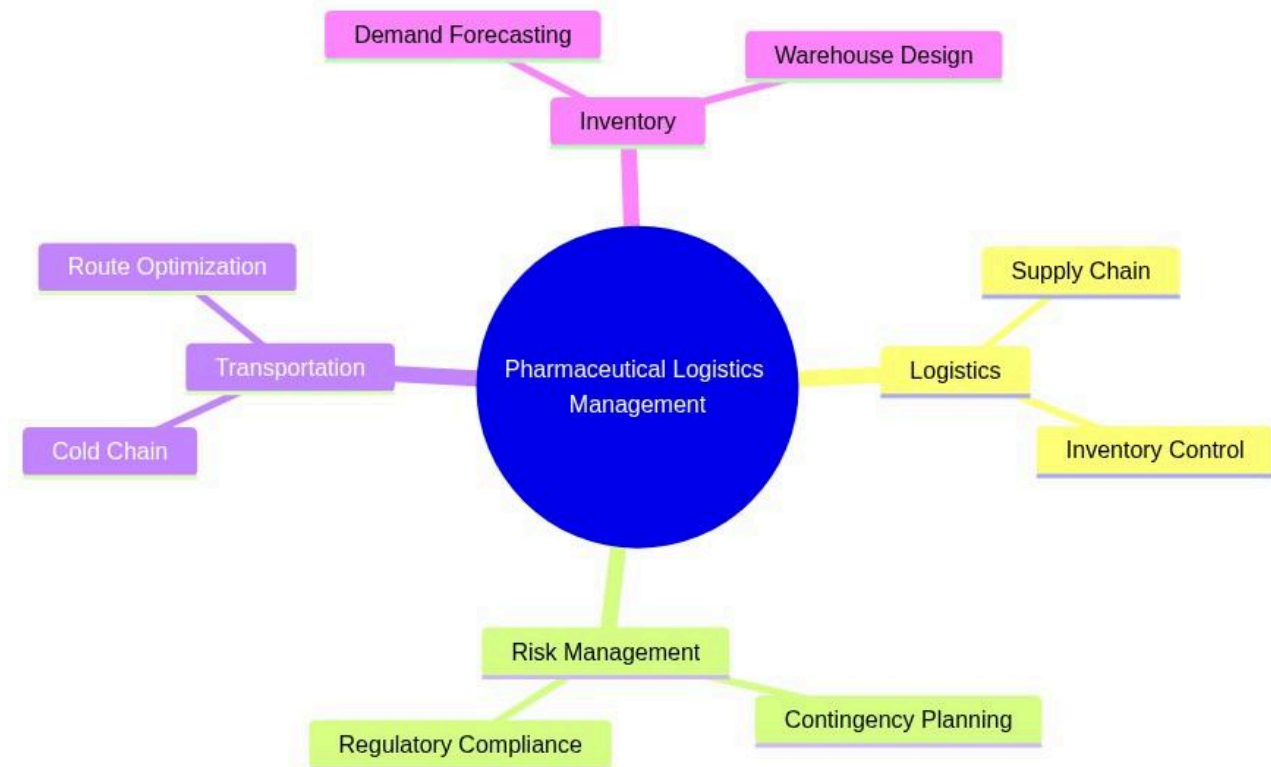 Demand Forecasting
Warehouse Design
Inventory
Route Optimization
Supply Chain
Transportation
Pharmaceutical Logistics
Management
Logistics
Cold Chain
Inventory Control
Risk Management
Contingency Planning
Regulatory Compliance